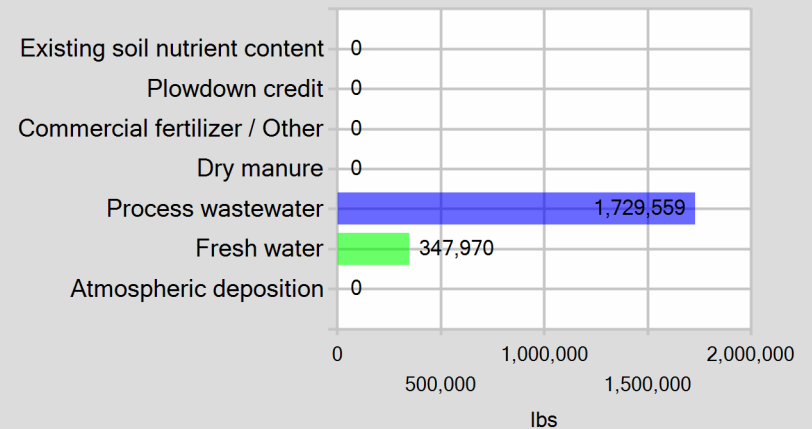 Existing soil nutrient content 0
Plowdown credit 0
Commercial fertilizer / Other 0
Dry manure 0
Process wastewater 1,729,559
Fresh water 347,970
Atmospheric deposition 0
0 1,000,000 2,000,000
500,000 1,500,000
lbs